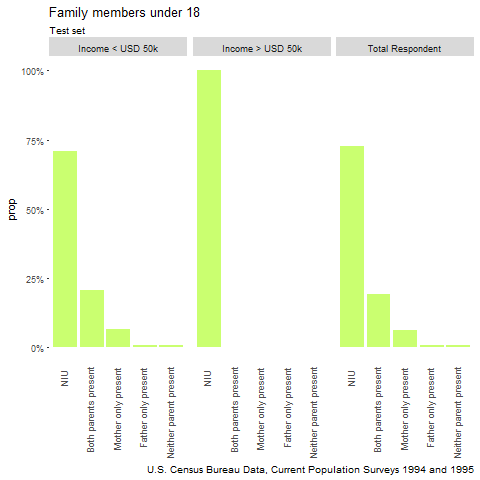 Family members under 18
Test set
Income < USD 50k
Income > USD 50k
Total Respondent
100%
75%
50%
25%
0%
prop
NIU
Both parents present
Mother only present
Father only present
Neither parent present
NIU
Both parents present
Mother only present
Father only present
Neither parent present
NIU
Both parents present
Mother only present
Father only present
Neither parent present
U.S. Census Bureau Data, Current Population Surveys 1994 and 1995